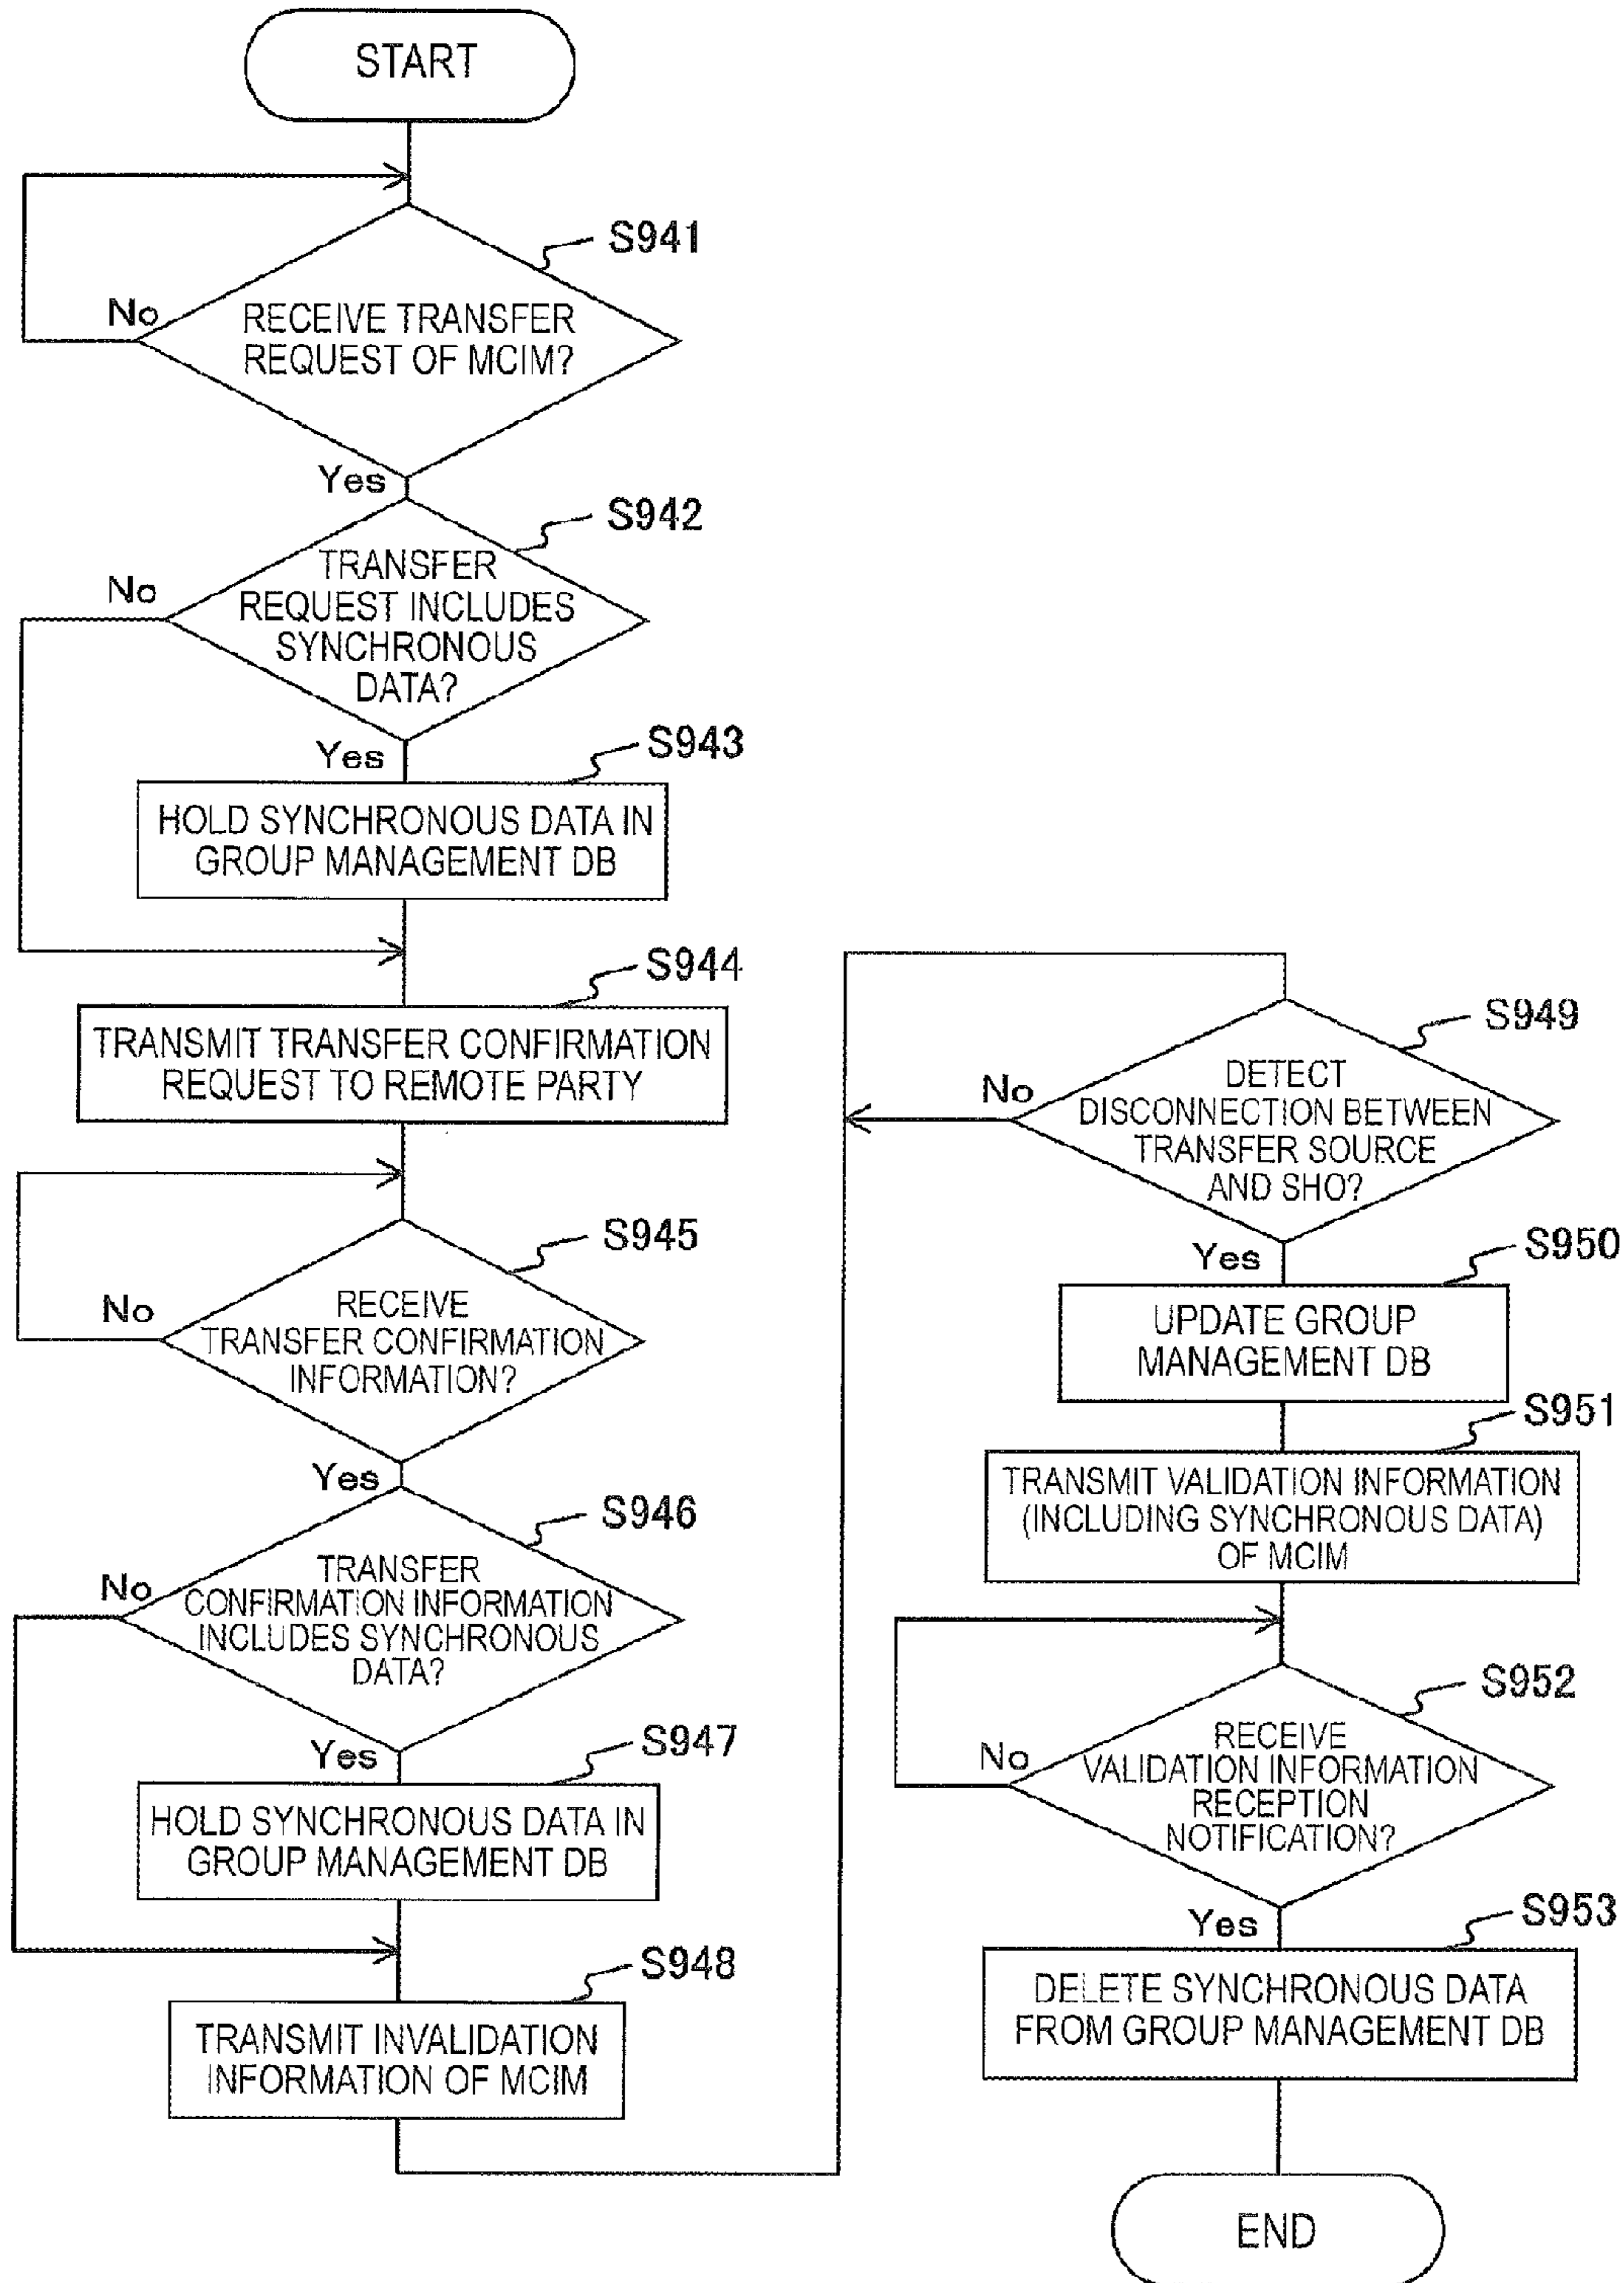 START
S941
No
RECEIVE TRANSFER
REQUEST OF MCIM?
Yes
S942
No
TRANSFER
REQUEST INCLUDES
SYNCHRONOUS
DATA?
Yes
S943
HOLD SYNCHRONOUS DATA IN
GROUP MANAGEMENT DB
S944
TRANSMIT TRANSFER CONFIRMATION
REQUEST TO REMOTE PARTY
S945
No
RECEIVE
TRANSFER CONFIRMATION
INFORMATION?
Yes
S946
No
TRANSFER
CONFIRMATION INFORMATION
INCLUDES SYNCHRONOUS
DATA?
Yes
S947
HOLD SYNCHRONOUS DATA IN
GROUP MANAGEMENT DB
S948
TRANSMIT INVALIDATION
INFORMATION OF MCIM
S949
No
DETECT
DISCONNECTION BETWEEN
TRANSFER SOURCE
AND SHO?
Yes
S950
UPDATE GROUP
MANAGEMENT DB
S951
TRANSMIT VALIDATION INFORMATION
(INCLUDING SYNCHRONOUS DATA)
OF MCIM
S952
No
RECEIVE
VALIDATION INFORMATION
RECEPTION
NOTIFICATION?
Yes
S953
DELETE SYNCHRONOUS DATA
FROM GROUP MANAGEMENT DB
END